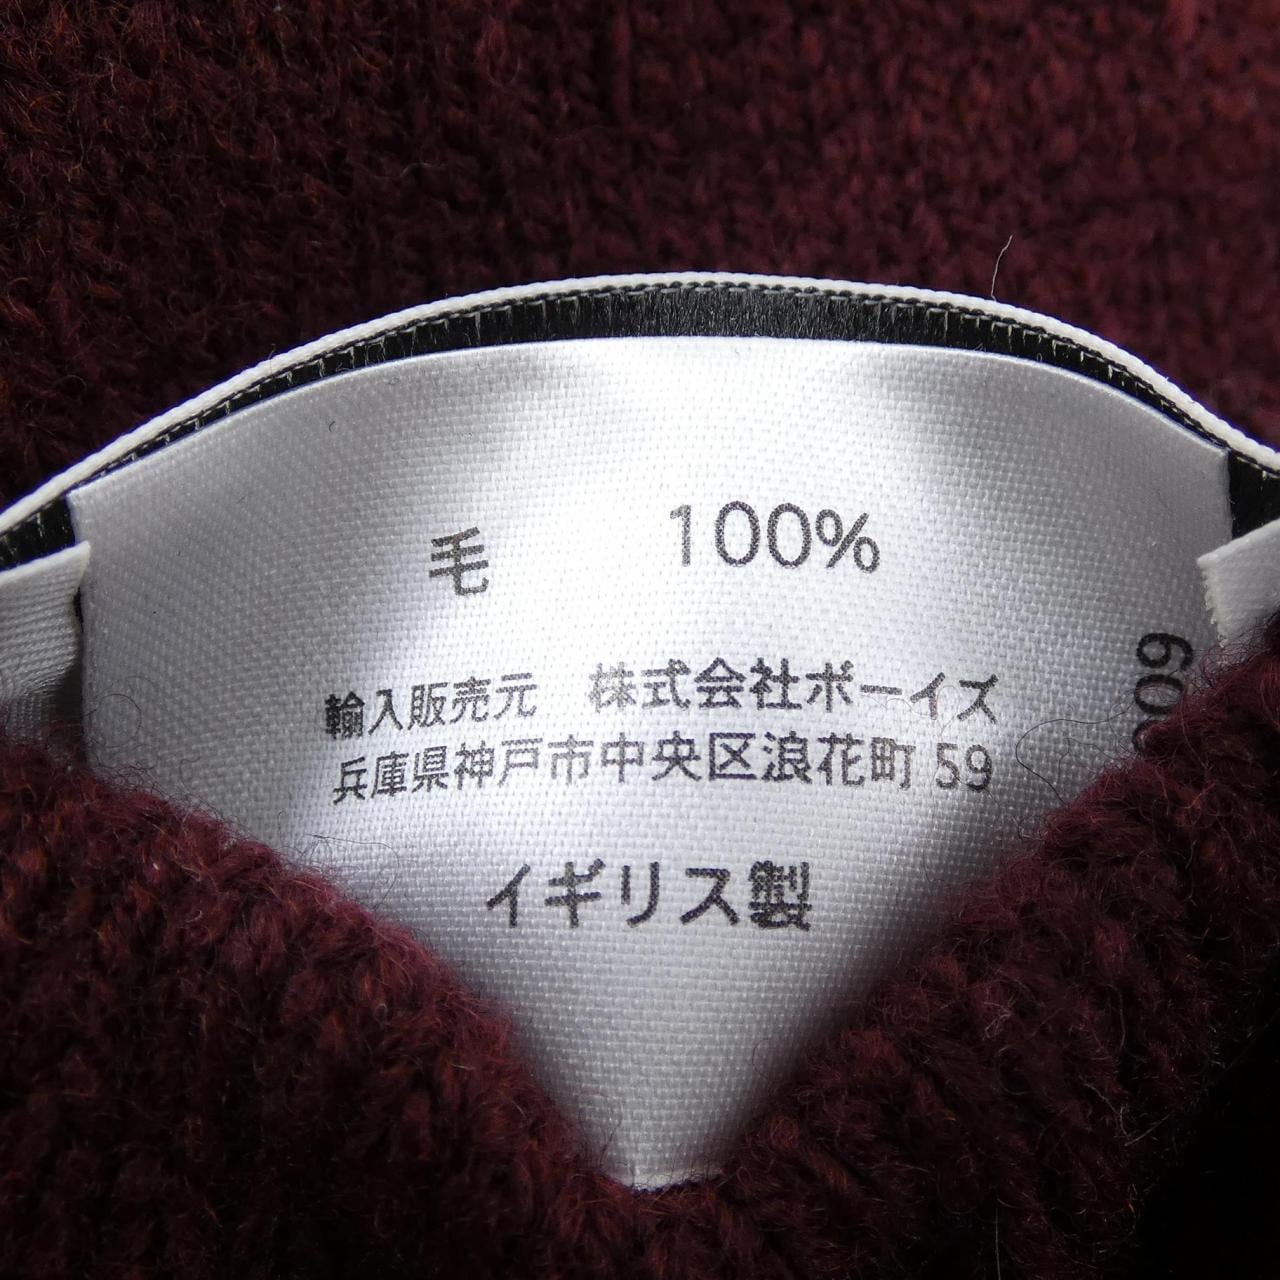 毛 100%
輸入販売元 株式会社ボーイズ
兵庫県神戸市中央区浪花町 59
イギリス製